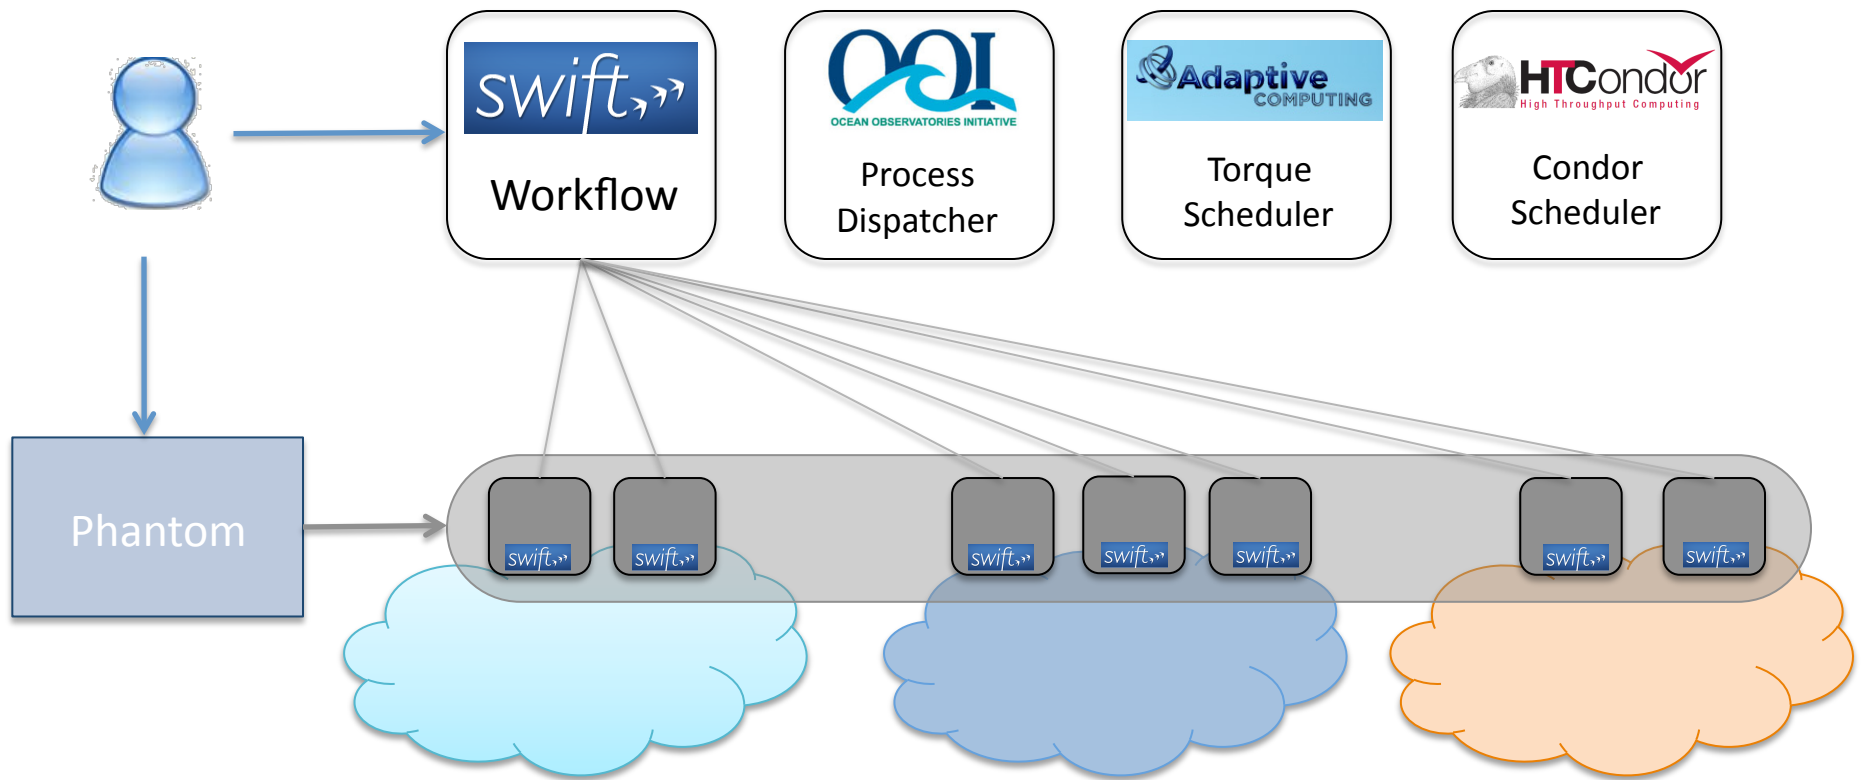 swift
Workflow
OOI
OCEAN OBSERVATORIES INITIATIVE
Process
Dispatcher
Adaptive
COMPUTING
Torque
Scheduler
HTCondor
High Throughput Computing
Condor
Scheduler
Phantom
swift
swift
swift
swift
swift
swift
swift